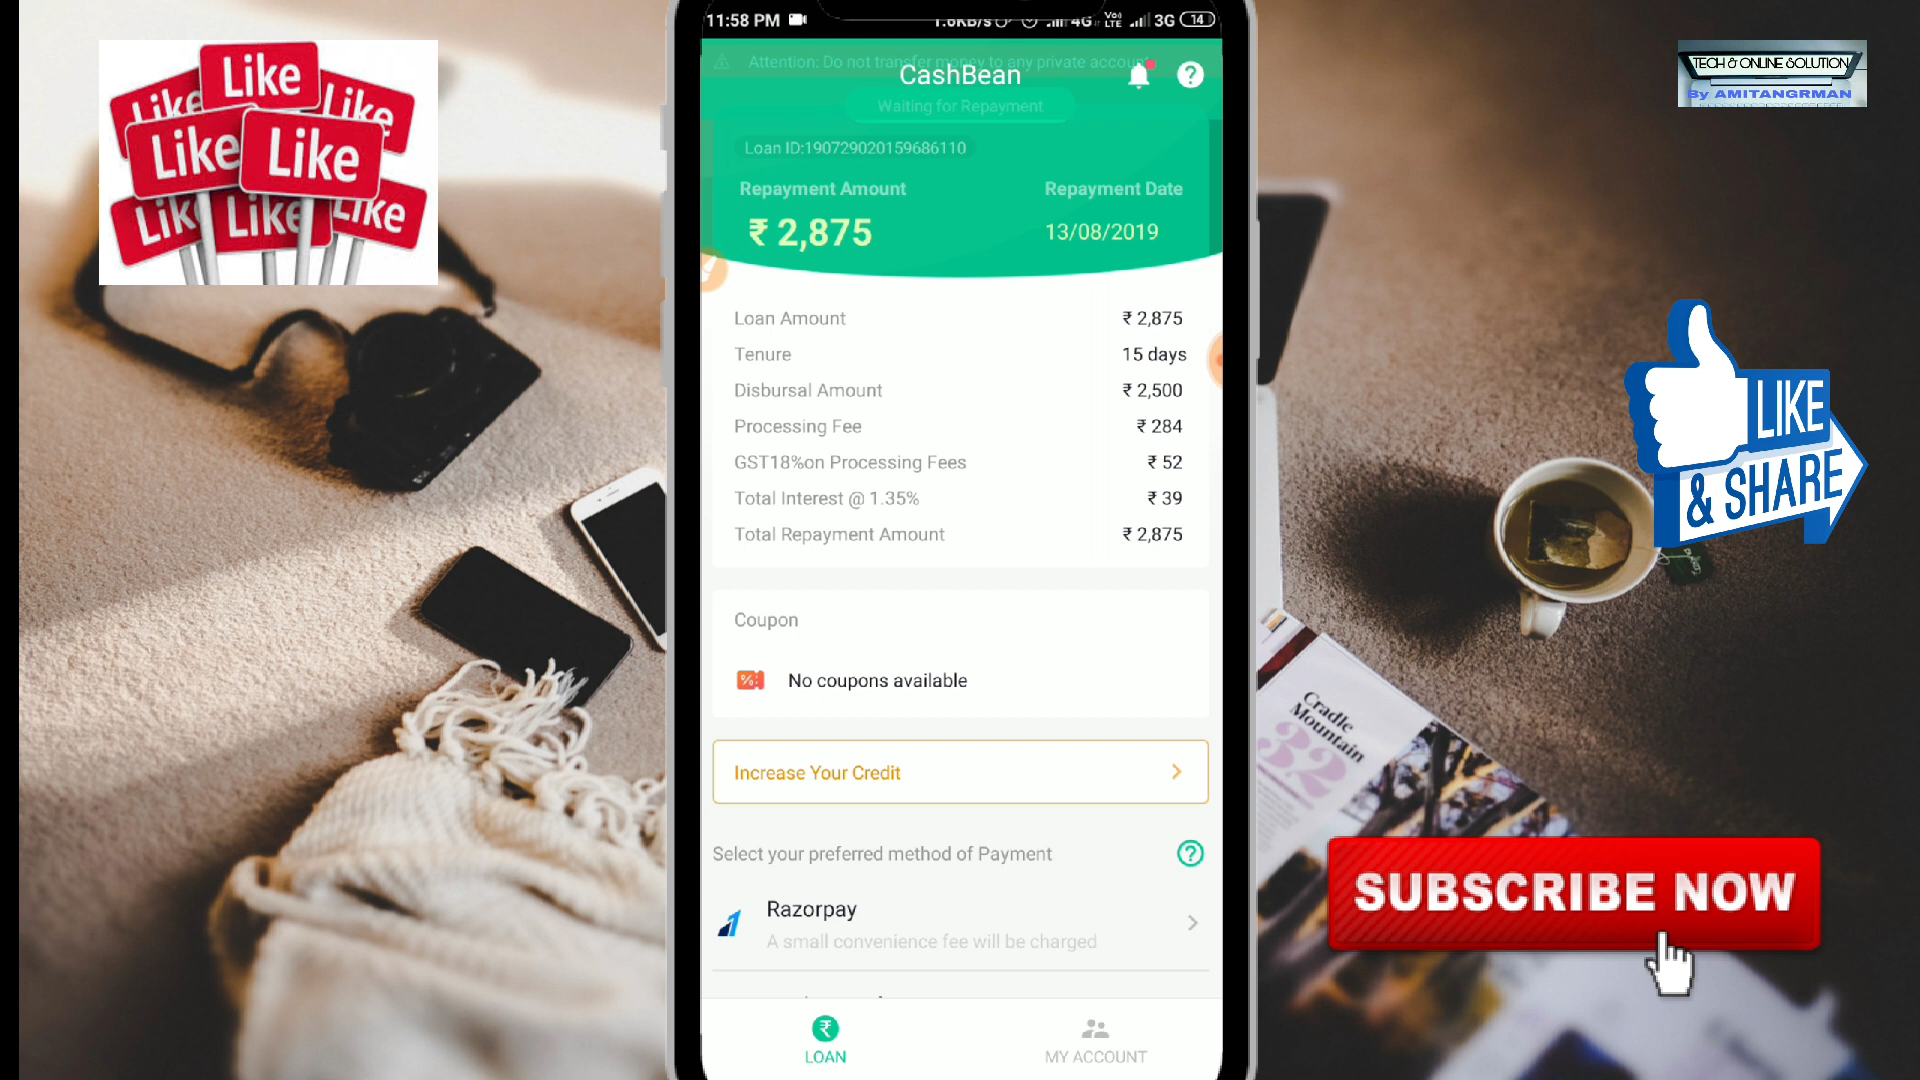 11:58 PM
4G
Vo)
LTE
3G
14
Attention: Do not transfer money to any private account
CashBean
Waiting for Repayment
Loan ID:190729020159686110
Repayment Amount
Repayment Date
₹ 2,875
13/08/2019
Loan Amount ₹ 2,875
Tenure 15 days
Disbursal Amount ₹ 2,500
Processing Fee ₹ 284
GST18%on Processing Fees ₹ 52
Total Interest @ 1.35% ₹ 39
Total Repayment Amount ₹ 2,875
Coupon
No coupons available
Increase Your Credit
Select your preferred method of Payment
Razorpay
A small convenience fee will be charged
LOAN
MY ACCOUNT
Like
Like
Like
Like
Like
Like
Like
Like
TECH & ONLINE SOLUTION
By AMITANGRMAN
LIKE
& SHARE
Cradle
Mountain
32
SUBSCRIBE NOW